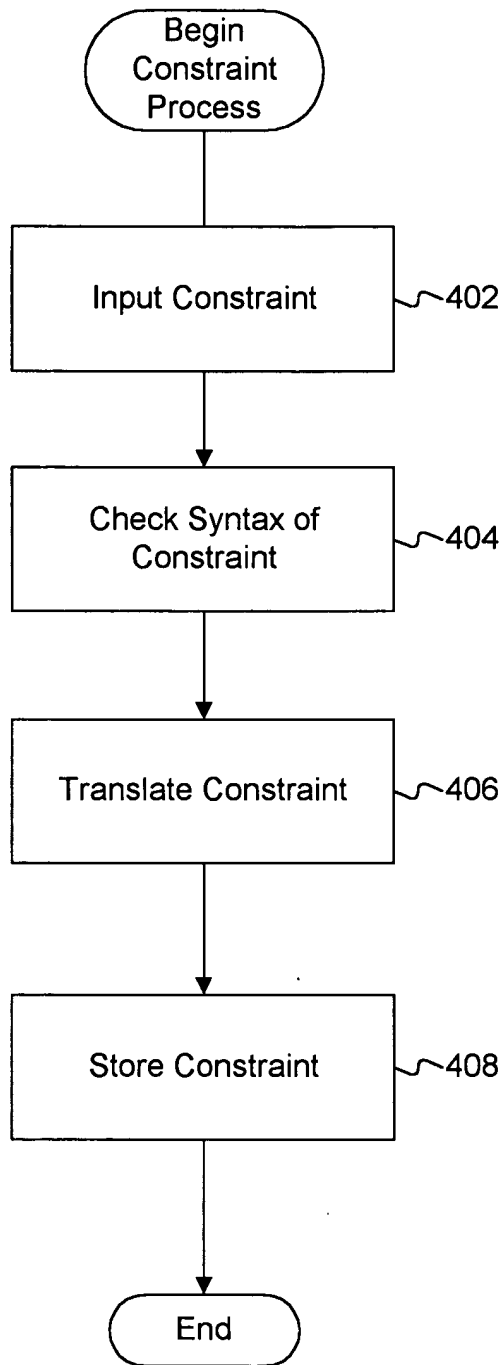 Begin
Constraint
Process
Input Constraint
402
Check Syntax of
Constraint
404
Translate Constraint
406
Store Constraint
408
End